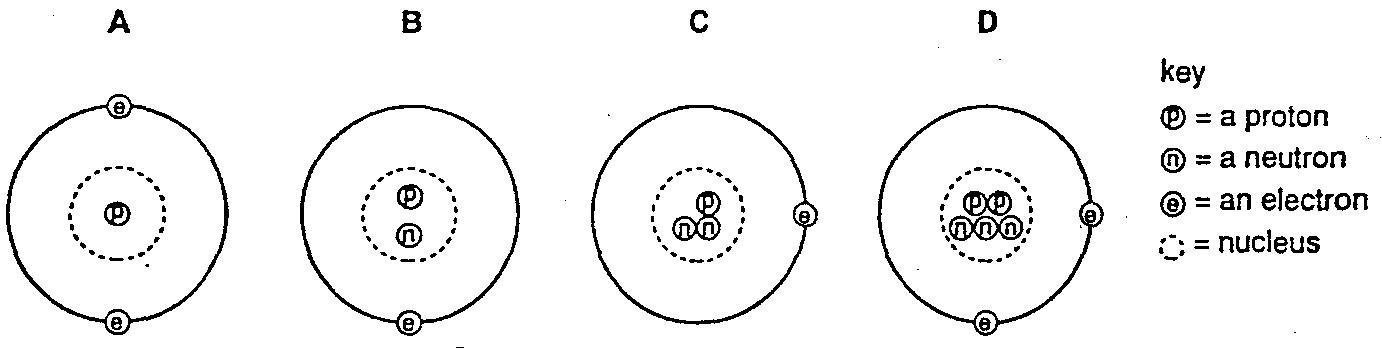 A B C D
key
p = a proton
n = a neutron
e = an electron
= nucleus
e
p
e
p
n
e
p
n n
e
p p
n n n
e
e